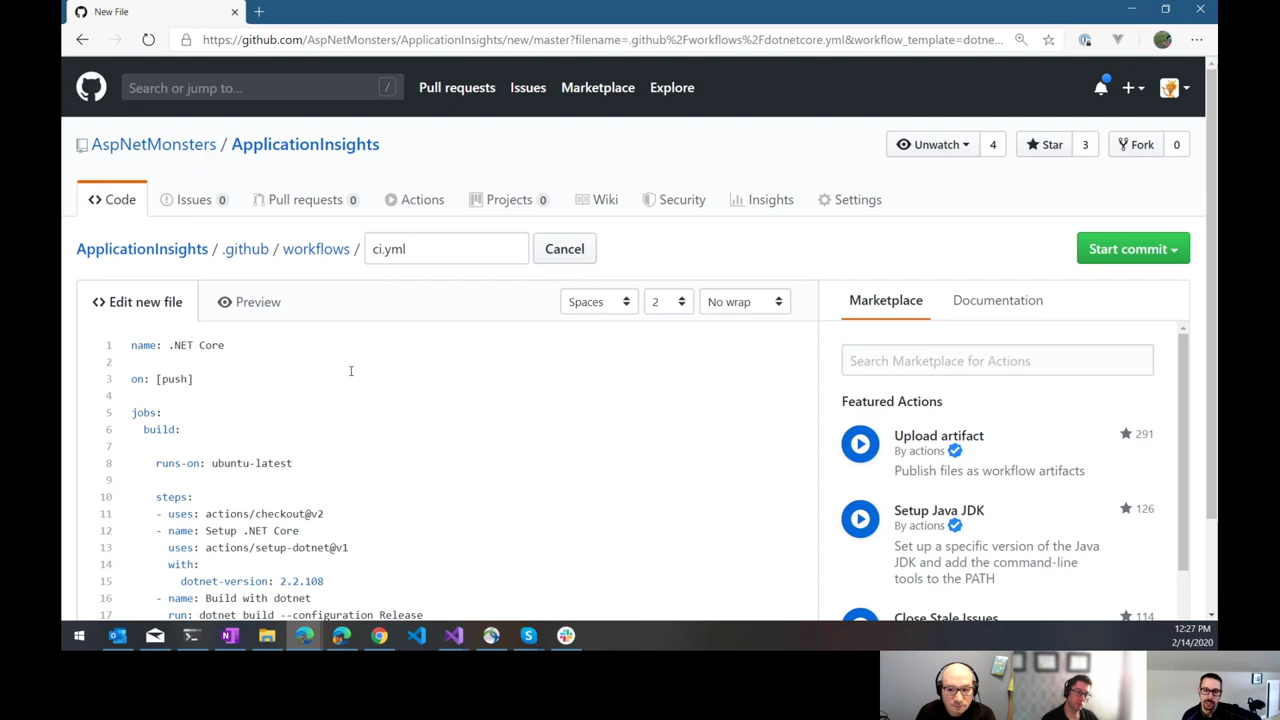 New File
https://github.com/AspNetMonsters/ApplicationInsights/new/master?filename=.github%2Fworkflows%2Fdotnetcore.yml&workflow_template=dotne...
Search or jump to...
/
Pull requests
Issues
Marketplace
Explore
AspNetMonsters / ApplicationInsights
Unwatch
4
Star
3
Fork
0
Code
Issues 0
Pull requests 0
Actions
Projects 0
Wiki
Security
Insights
Settings
ApplicationInsights / .github / workflows /
ci.yml
Cancel
Start commit
<> Edit new file
Preview
Spaces
2
No wrap
Marketplace
Documentation
1 name: .NET Core
2
3 on: [push]
4
5 jobs:
6 build:
7
8 runs-on: ubuntu-latest
9
10 steps:
11 - uses: actions/checkout@v2
12 - name: Setup .NET Core
13 uses: actions/setup-dotnet@v1
14 with:
15 dotnet-version: 2.2.108
16 - name: Build with dotnet
17 run: dotnet build --configuration Release
Search Marketplace for Actions
Featured Actions
Upload artifact
291
By actions
Publish files as workflow artifacts
Setup Java JDK
126
By actions
Set up a specific version of the Java
JDK and add the command-line
tools to the PATH
Close Stale Issues
114
12:27 PM
2/14/2020